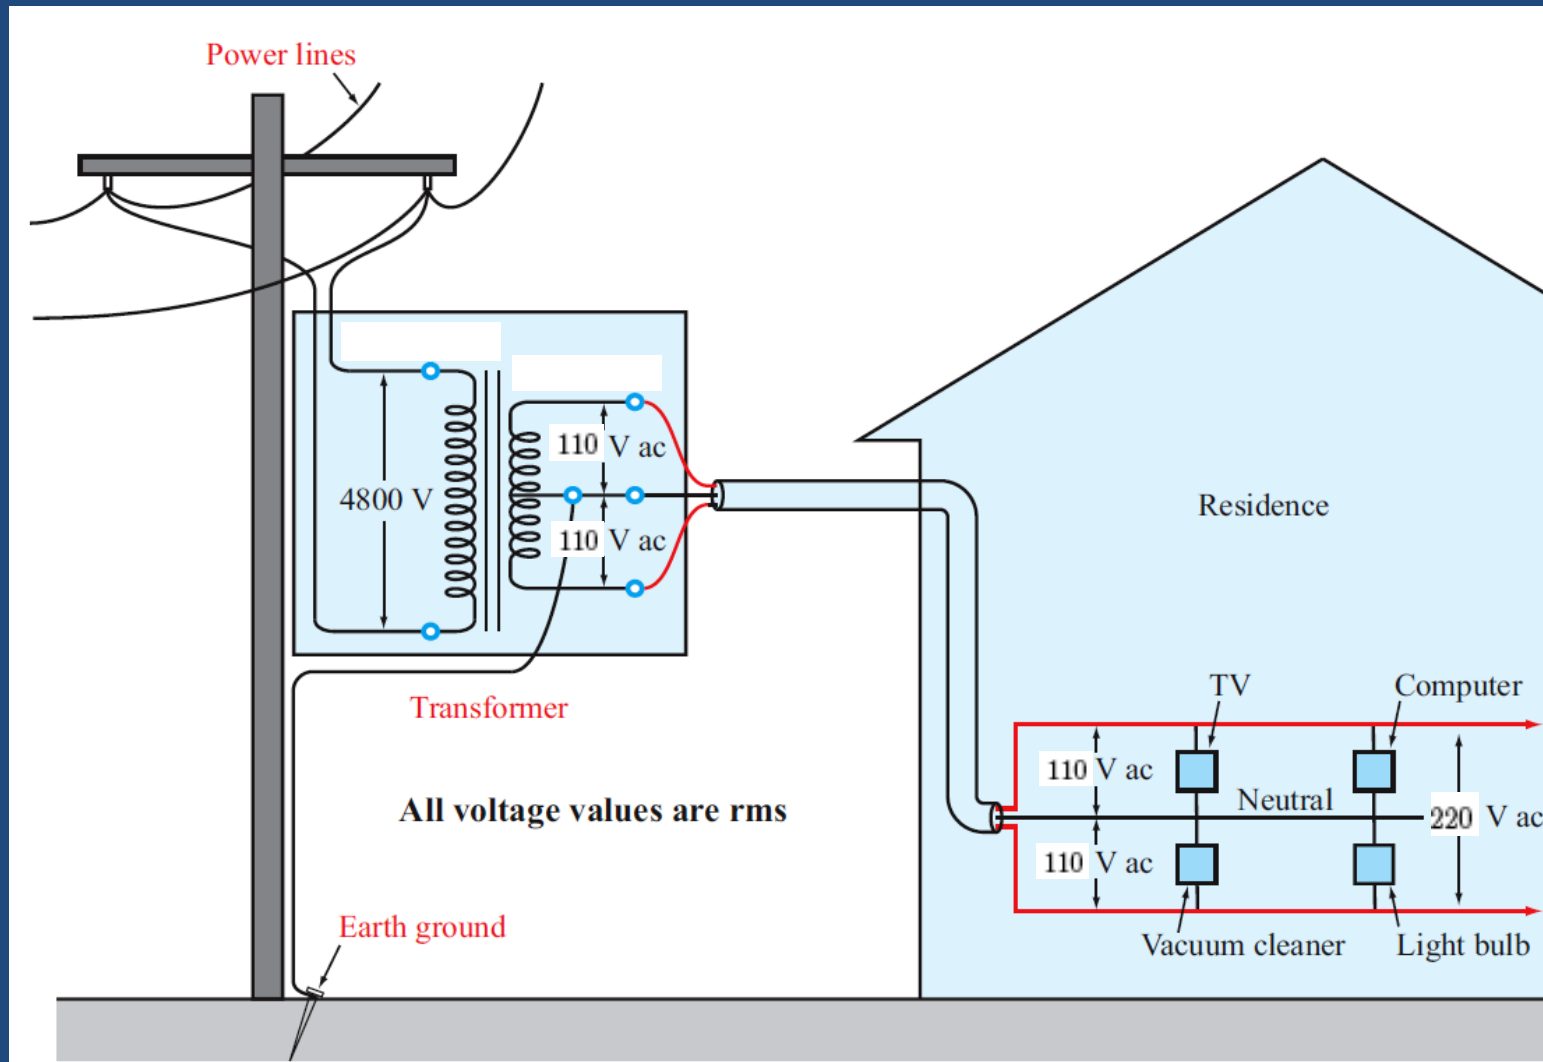 Power lines
110 V ac
4800 V
110 V ac
Residence
Transformer
TV
Computer
110 V ac
All voltage values are rms
Neutral
220 V ac
110 V ac
Earth ground
Vacuum cleaner
Light bulb